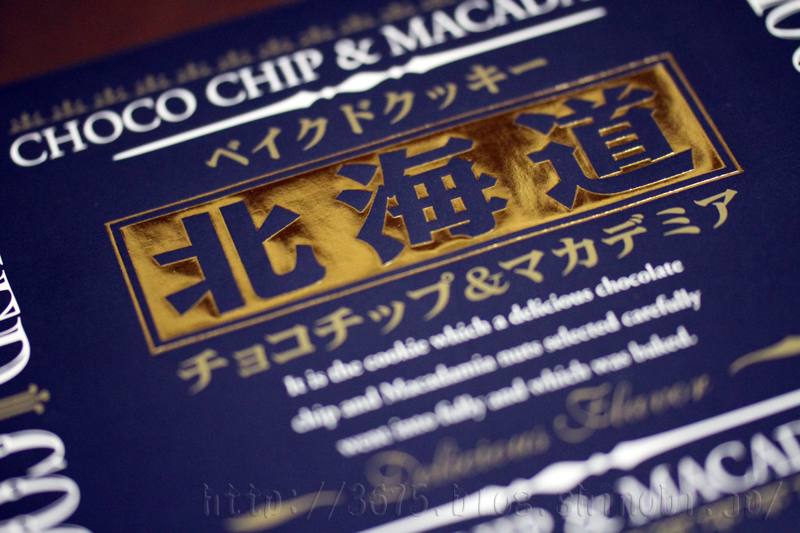 CHOCO CHIP & MACADA
ベイクドクッキー
北海道
チョコチップ&マカデミア
It is the cookie which a delicious chocolate
chip and Macadamia nuts selected carefully
were into fully and which was baked.
Delicious Flavor
CHIP & MACADA
http://3675.blog.shinobi.jp/